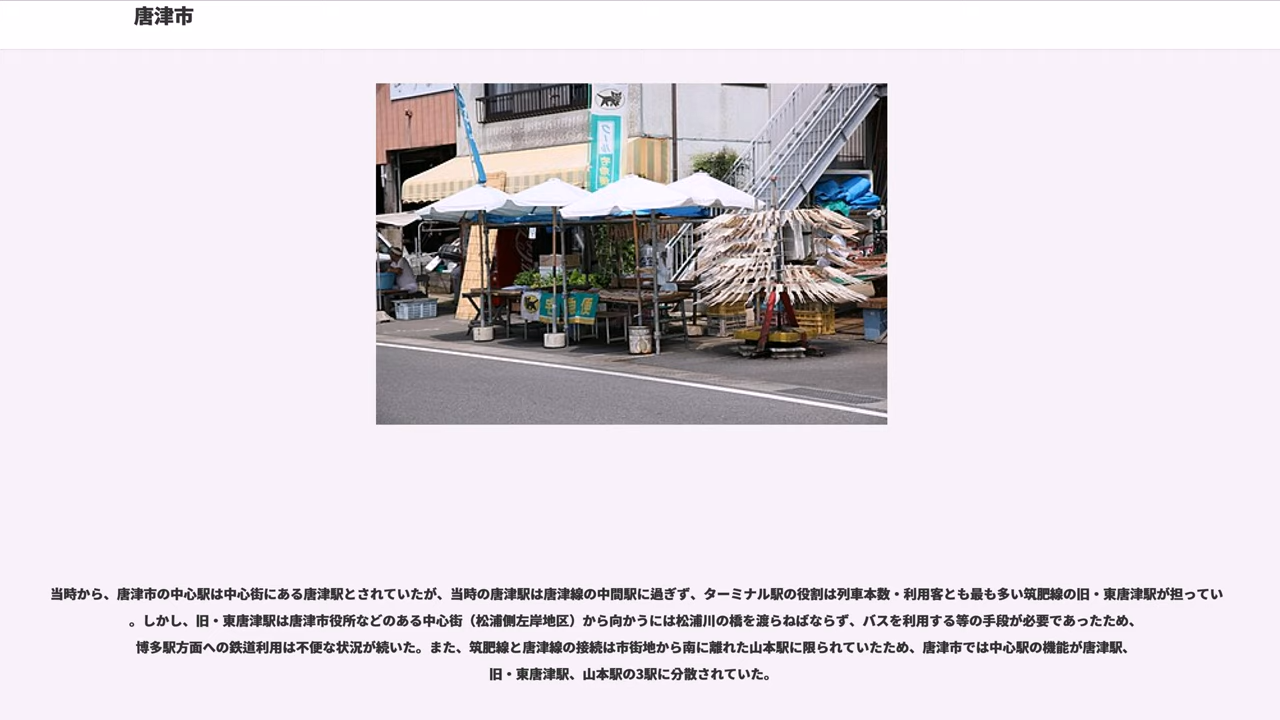 唐津市
クール
宅急便
当時から、唐津市の中心駅は中心街にある唐津駅とされていたが、当時の唐津駅は唐津線の中間駅に過ぎず、ターミナル駅の役割は列車本数・利用客とも最も多い筑肥線の旧・東唐津駅が担ってい
。しかし、旧・東唐津駅は唐津市役所などのある中心街（松浦側左岸地区）から向かうには松浦川の橋を渡らねばならず、バスを利用する等の手段が必要であったため、
博多駅方面への鉄道利用は不便な状況が続いた。また、筑肥線と唐津線の接続は市街地から南に離れた山本駅に限られていたため、唐津市では中心駅の機能が唐津駅、
旧・東唐津駅、山本駅の3駅に分散されていた。